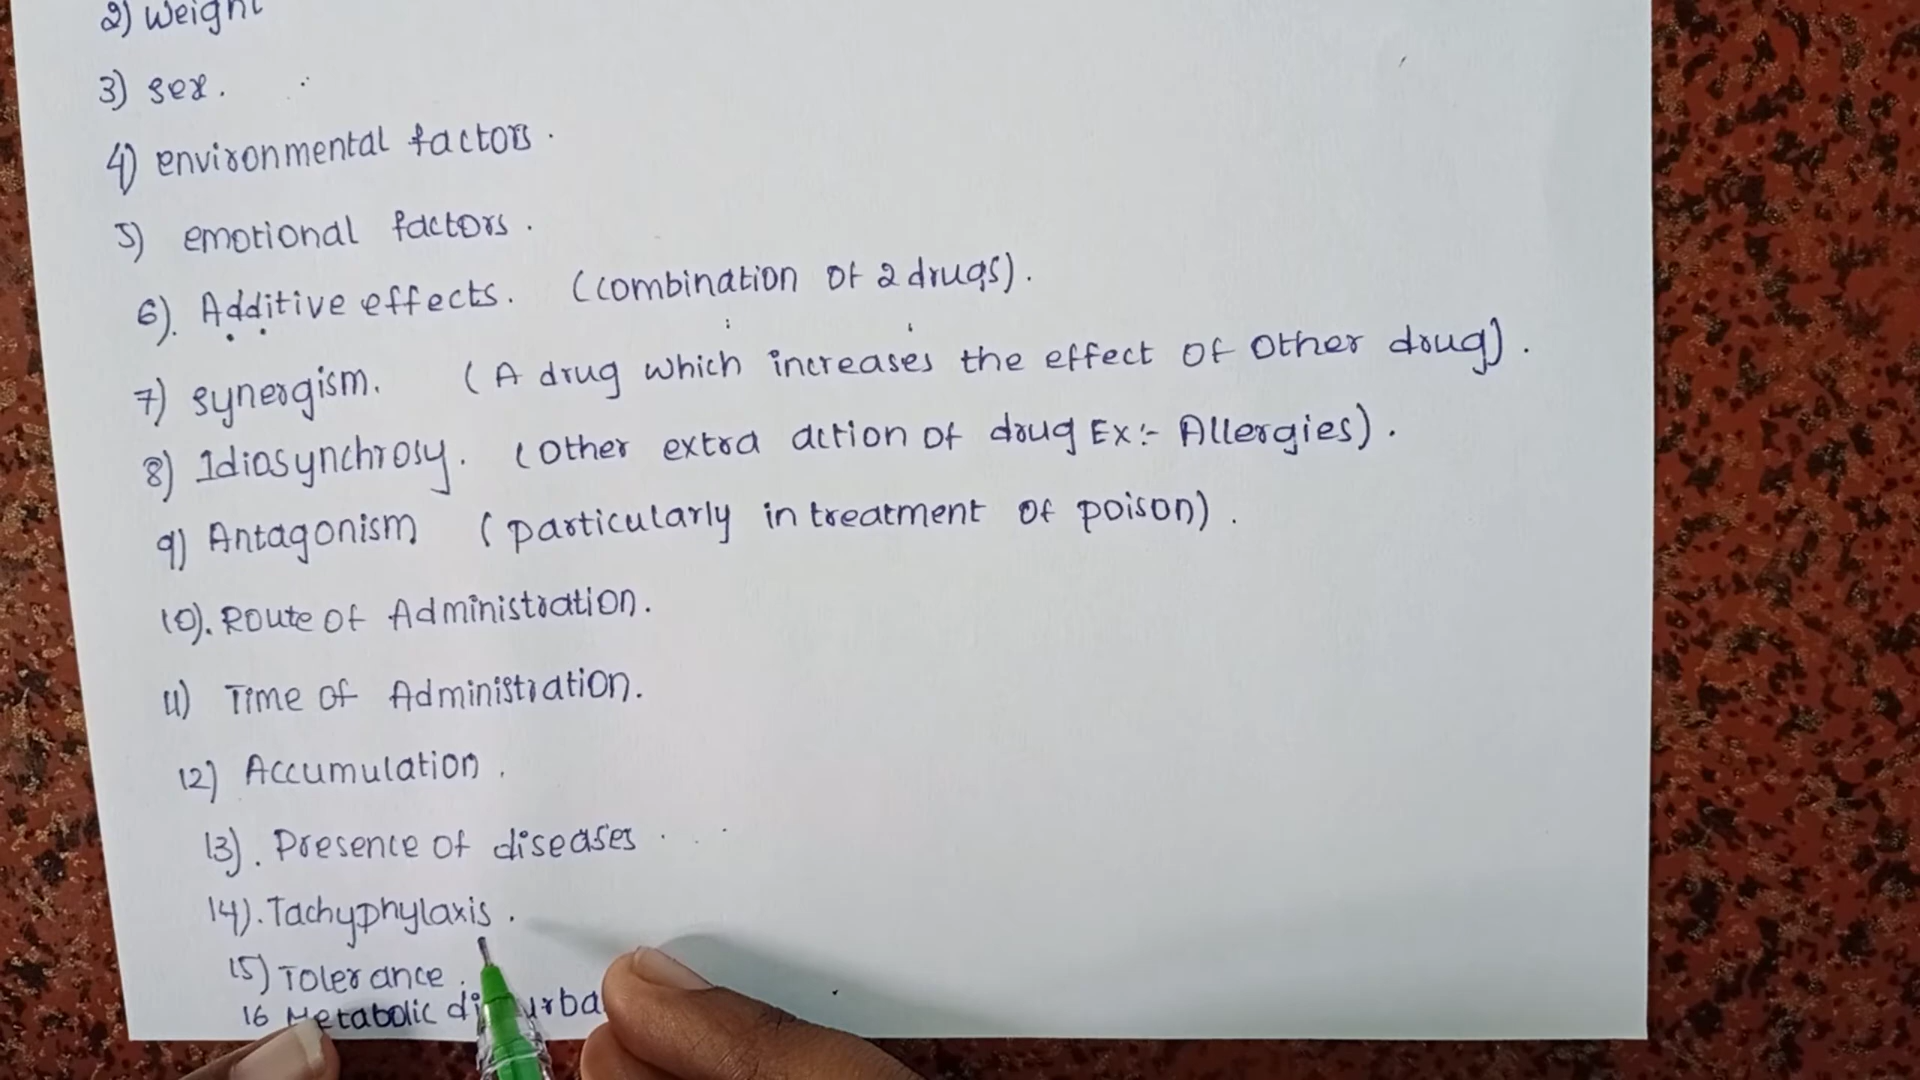 2) Weight
3) sex.
4) environmental factors.
5) emotional factors.
6). Additive effects. (combination of 2 drugs).
7) synergism. (A drug which increases the effect of other drug).
8) Idiosynchrosy. (other extra action of drug Ex:- Allergies).
9) Antagonism (particularly in treatment of poison).
10). Route of Administration.
11) Time of Administration.
12) Accumulation.
13). Presence of diseases.
14). Tachyphylaxis.
15) Tolerance.
16 Metabolic